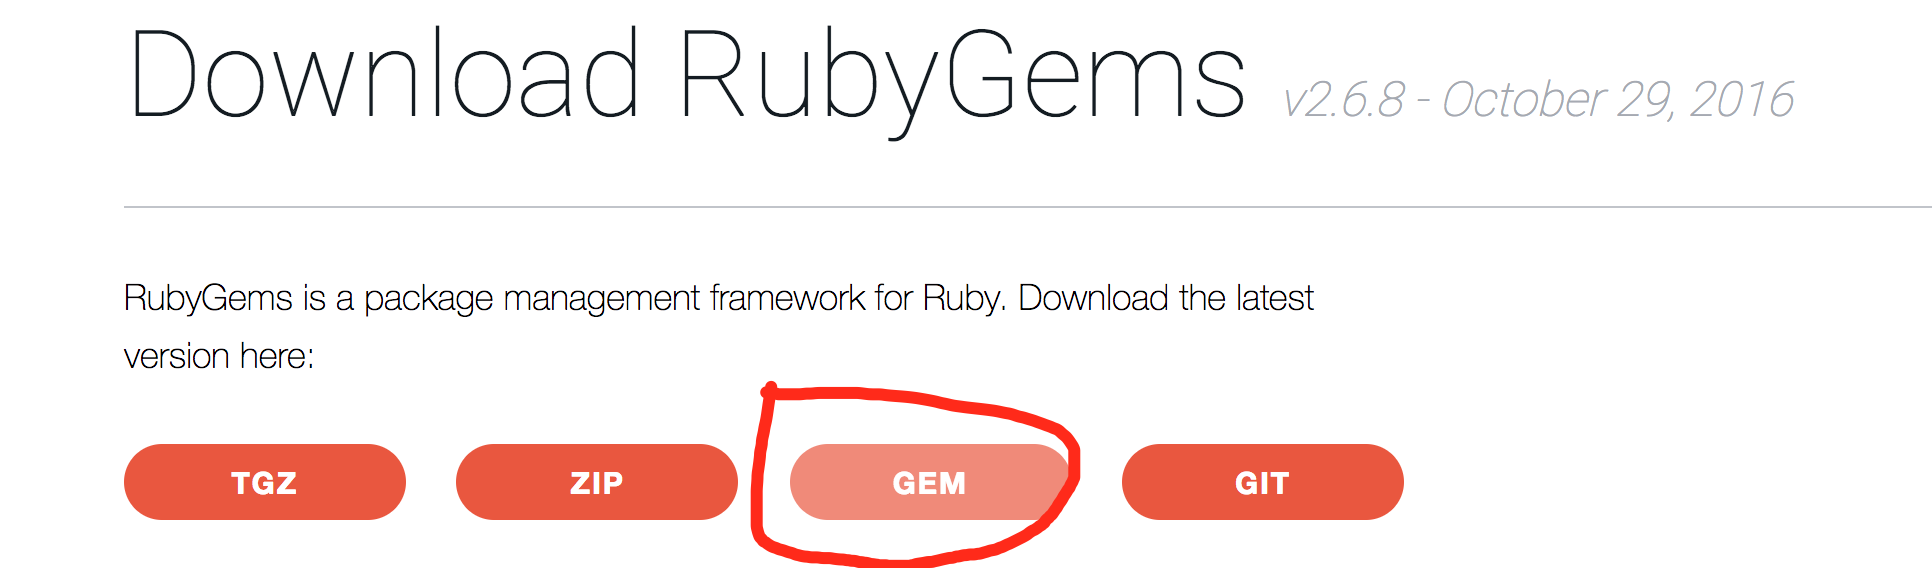 Download RubyGems v2.6.8 - October 29, 2016
RubyGems is a package management framework for Ruby. Download the latest
version here:
TGZ ZIP GEM GIT